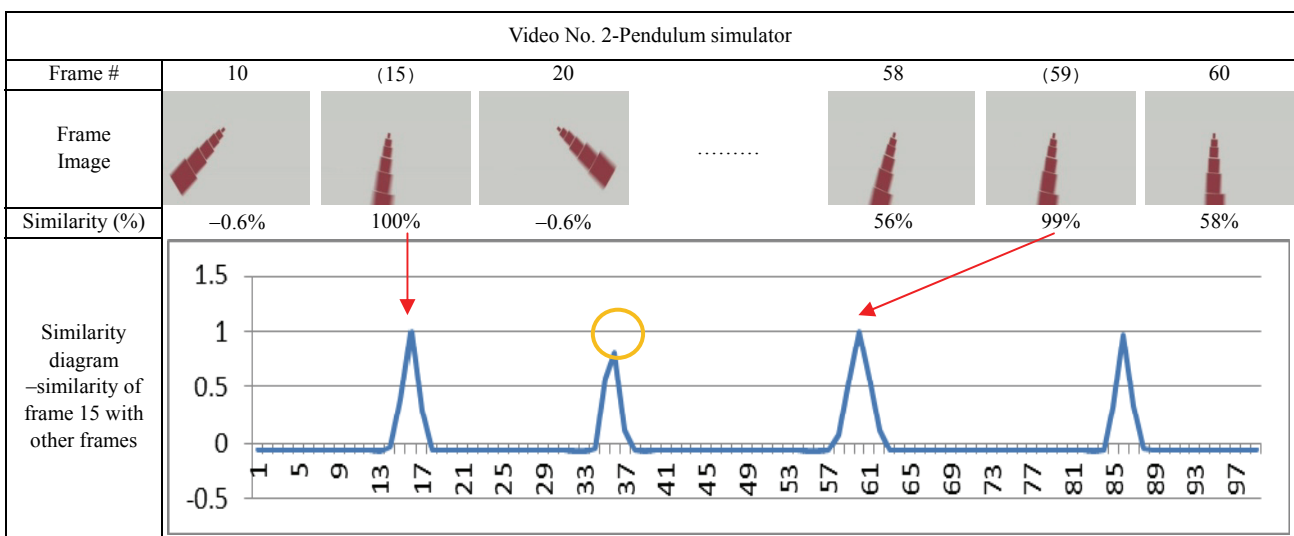 Video No. 2-Pendulum simulator
Frame # 10 (15) 20 58 (59) 60
Frame
Image
………
Similarity (%) −0.6% 100% −0.6% 56% 99% 58%
Similarity
diagram
−similarity of
frame 15 with
other frames
1.5
1
0.5
0
-0.5
1 5 9 13 17 21 25 29 33 37 41 45 49 53 57 61 65 69 73 77 81 85 89 93 97